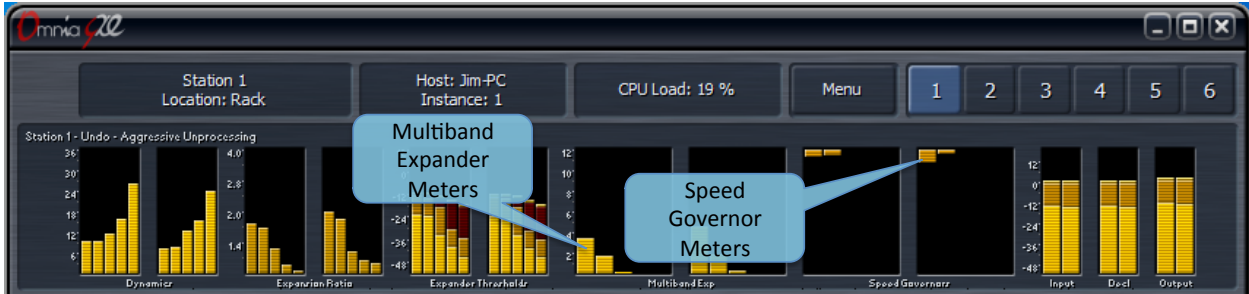 Omnia 9XE
Station 1
Location: Rack
Host: Jim-PC
Instance: 1
CPU Load: 19 %
Menu
1 2 3 4 5 6
Station 1 - Undo - Aggressive Unprocessing
Multiband
Expander
Meters
Speed
Governor
Meters
36
30
24
18
12
6
4.0
2.8
2.0
1.4
-24
-36
-48
12
10
8
6
4
2
12
0
-12
-24
-36
-48
Dynamics
Expansion Ratio
Expander Thresholds
Multiband Exp
Speed Governors
Input
Decl
Output